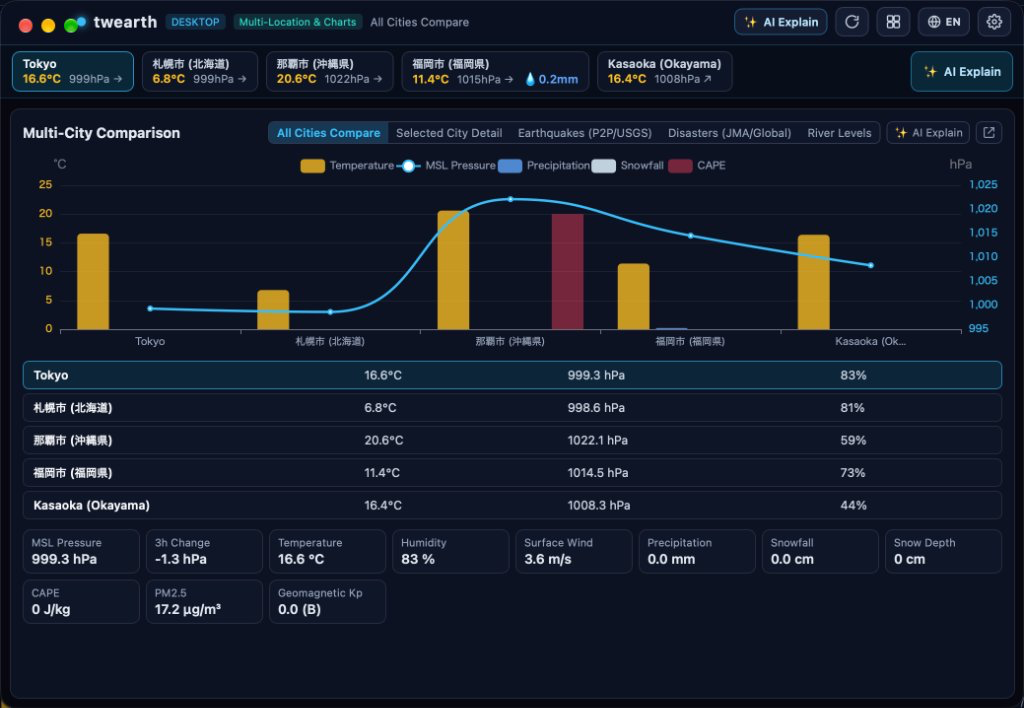 twearth DESKTOP Multi-Location & Charts All Cities Compare AI Explain EN
Tokyo 札幌市 (北海道) 那覇市 (沖縄県) 福岡市 (福岡県) Kasaoka (Okayama) AI Explain
16.6°C 999hPa → 6.8°C 999hPa → 20.6°C 1022hPa → 11.4°C 1015hPa → 0.2mm 16.4°C 1008hPa ↗
Multi-City Comparison All Cities Compare Selected City Detail Earthquakes (P2P/USGS) Disasters (JMA/Global) River Levels AI Explain
°C Temperature MSL Pressure Precipitation Snowfall CAPE hPa
25 1,025
20 1,020
15 1,015
10 1,010
5 1,005
1,000
0 995
Tokyo 札幌市 (北海道) 那覇市 (沖縄県) 福岡市 (福岡県) Kasaoka (Ok...
Tokyo 16.6°C 999.3 hPa 83%
札幌市 (北海道) 6.8°C 998.6 hPa 81%
那覇市 (沖縄県) 20.6°C 1022.1 hPa 59%
福岡市 (福岡県) 11.4°C 1014.5 hPa 73%
Kasaoka (Okayama) 16.4°C 1008.3 hPa 44%
MSL Pressure 3h Change Temperature Humidity Surface Wind Precipitation Snowfall Snow Depth
999.3 hPa -1.3 hPa 16.6 °C 83 % 3.6 m/s 0.0 mm 0.0 cm 0 cm
CAPE PM2.5 Geomagnetic Kp
0 J/kg 17.2 µg/m³ 0.0 (B)